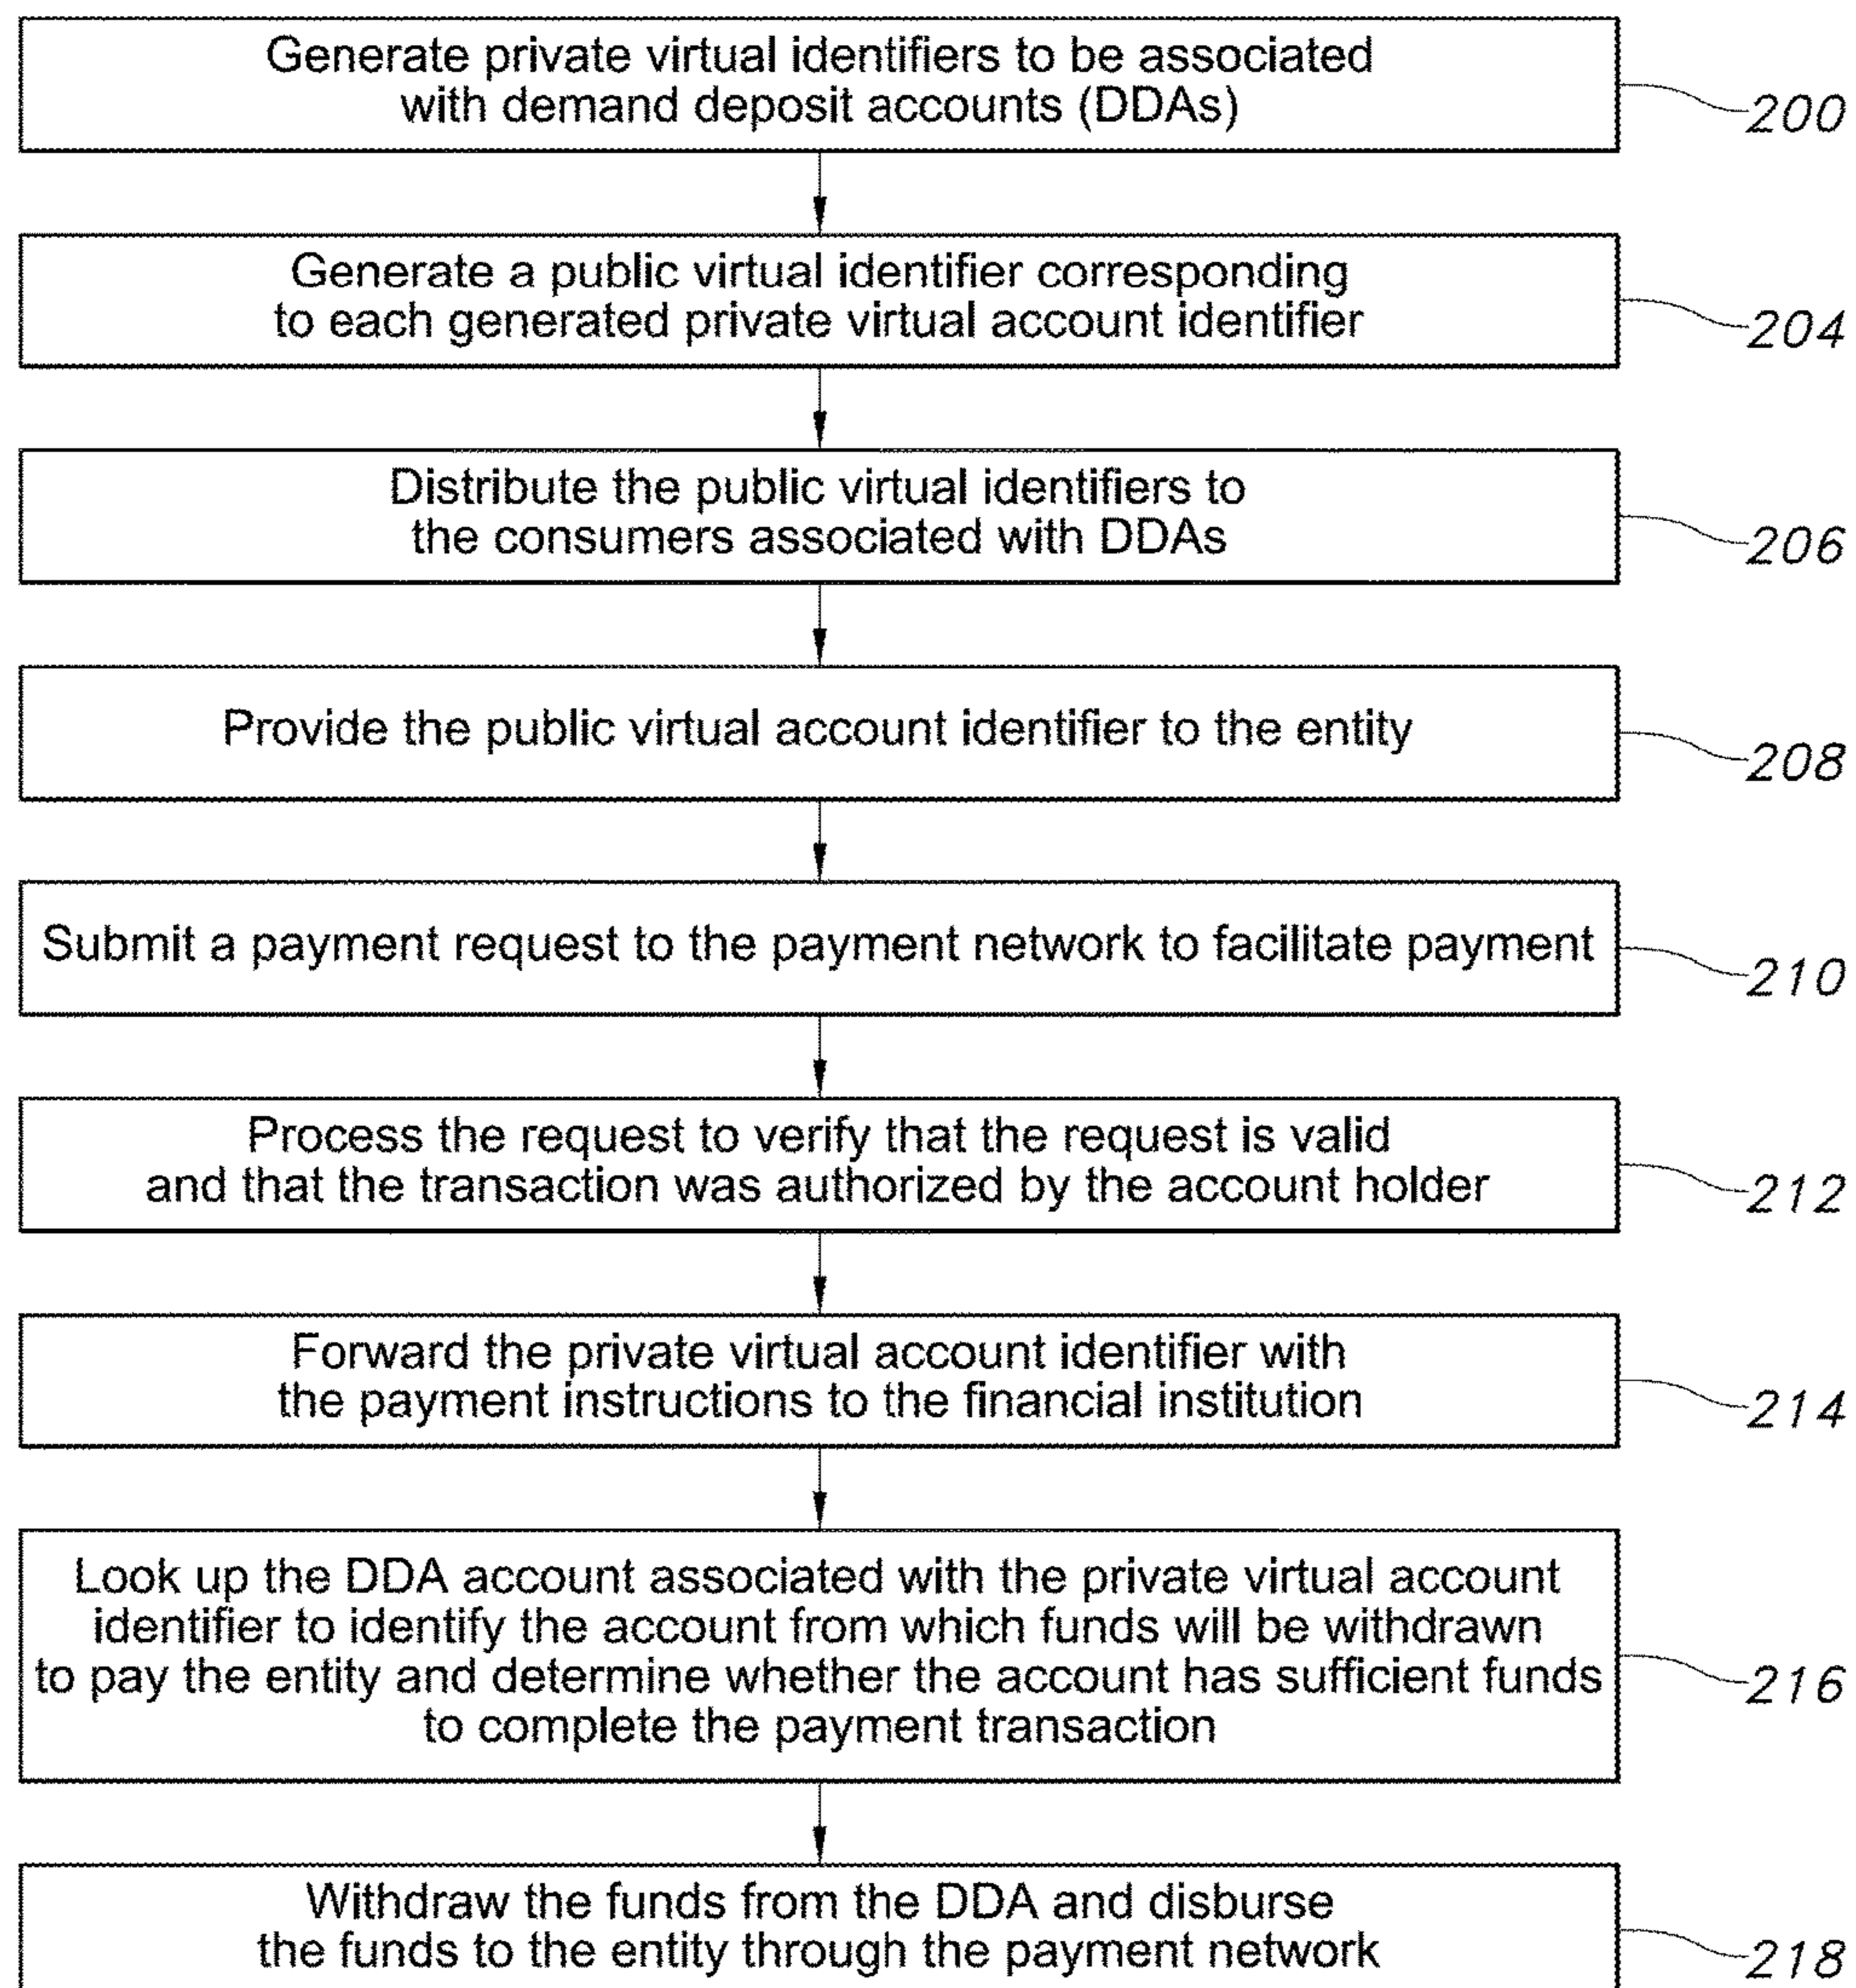 Generate private virtual identifiers to be associated
with demand deposit accounts (DDAs)
200
Generate a public virtual identifier corresponding
to each generated private virtual account identifier
204
Distribute the public virtual identifiers to
the consumers associated with DDAs
206
Provide the public virtual account identifier to the entity
208
Submit a payment request to the payment network to facilitate payment
210
Process the request to verify that the request is valid
and that the transaction was authorized by the account holder
212
Forward the private virtual account identifier with
the payment instructions to the financial institution
214
Look up the DDA account associated with the private virtual account
identifier to identify the account from which funds will be withdrawn
to pay the entity and determine whether the account has sufficient funds
to complete the payment transaction
216
Withdraw the funds from the DDA and disburse
the funds to the entity through the payment network
218